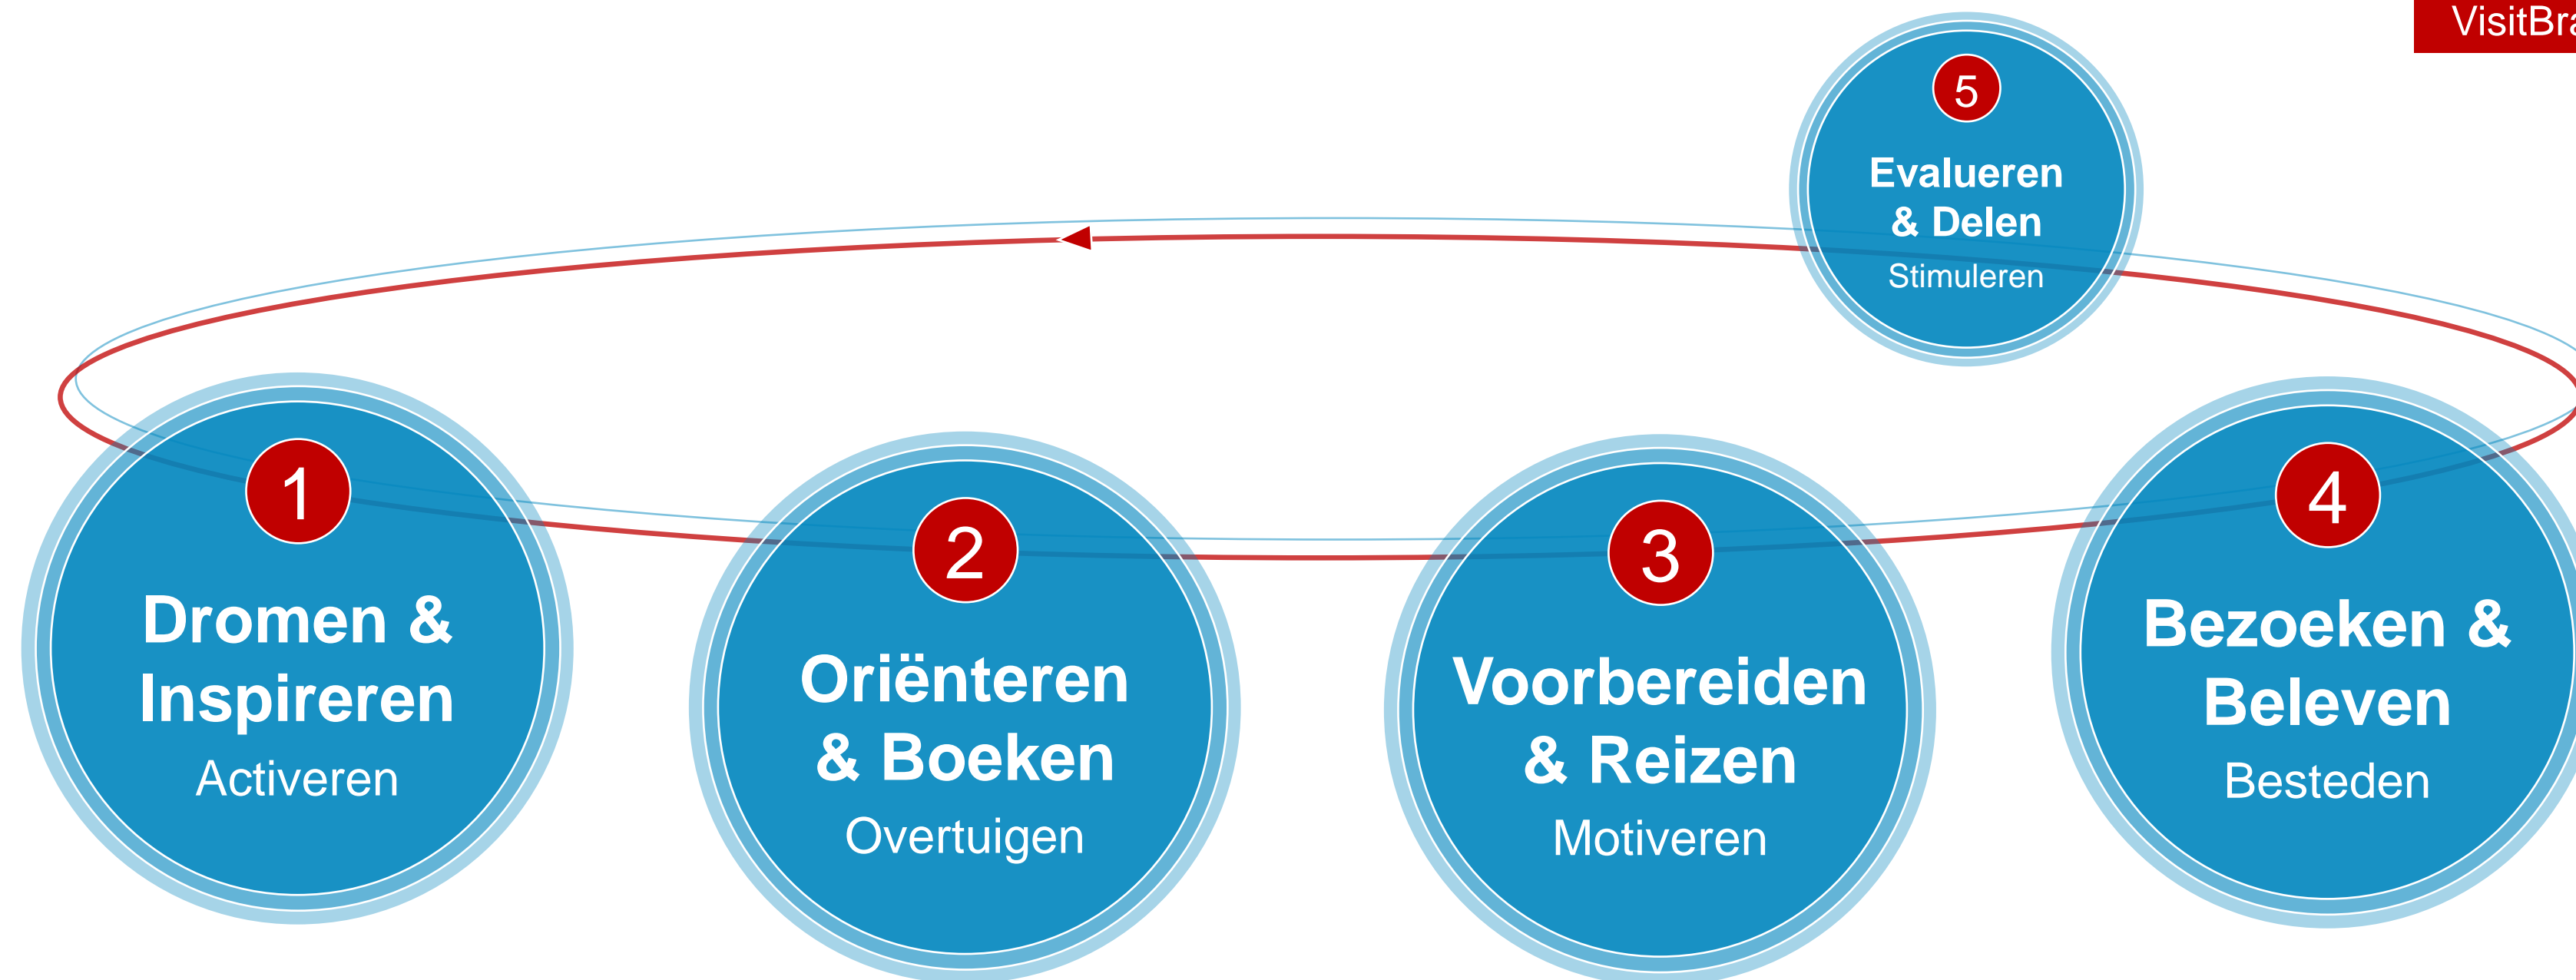 VisitBra
5
Evalueren
& Delen
Stimuleren
1
Dromen &
Inspireren
Activeren
2
Oriënteren
& Boeken
Overtuigen
3
Voorbereiden
& Reizen
Motiveren
4
Bezoeken &
Beleven
Besteden